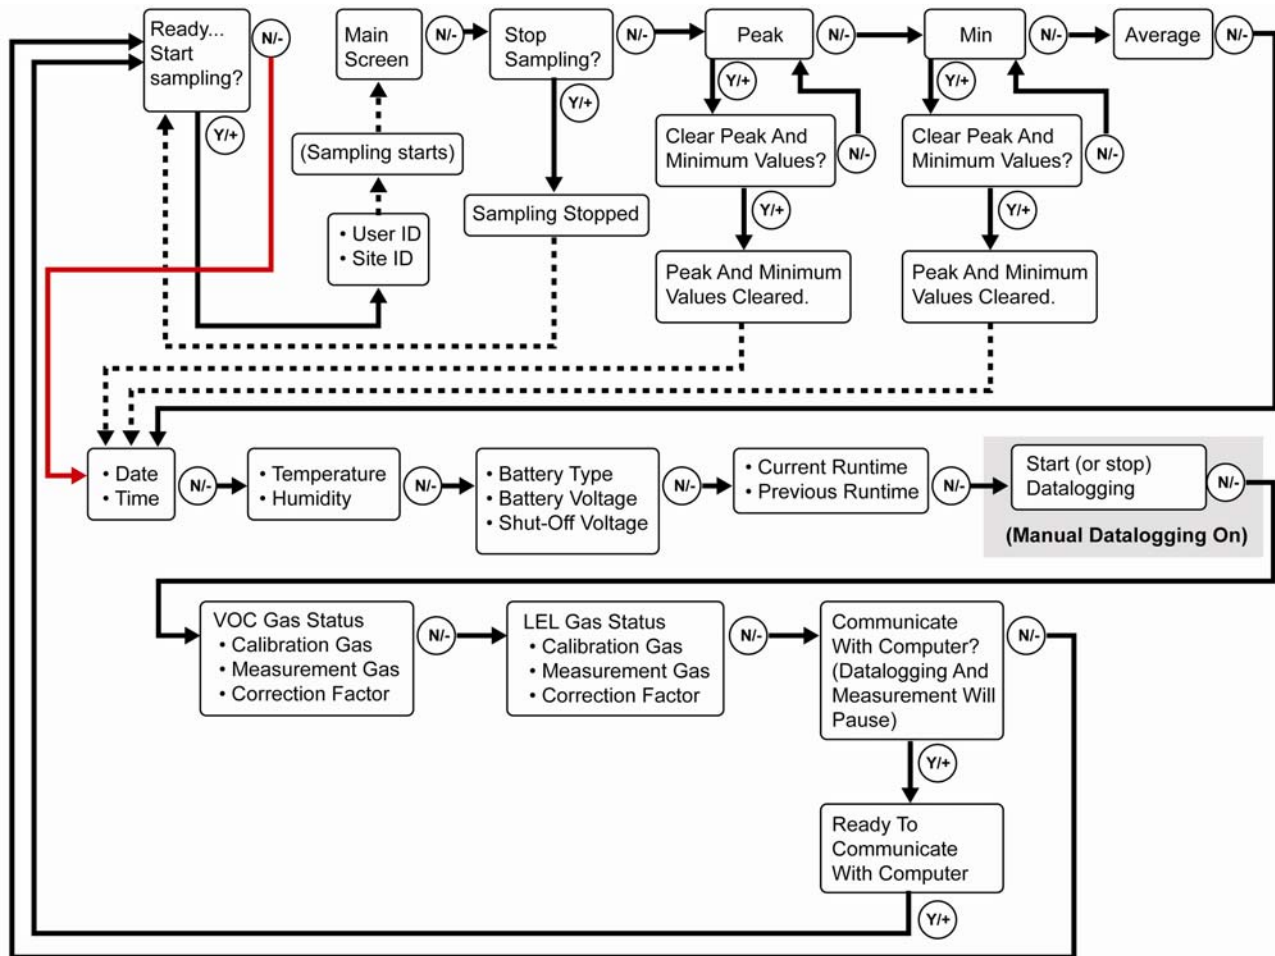 Ready...
Start
sampling?
N/-
Y/+
Main
Screen
N/-
(Sampling starts)
• User ID
• Site ID
Stop
Sampling?
N/-
Y/+
Sampling Stopped
Peak
N/-
Y/+
Clear Peak And
Minimum Values?
N/-
Y/+
Peak And Minimum
Values Cleared.
Min
N/-
Y/+
Clear Peak And
Minimum Values?
N/-
Y/+
Peak And Minimum
Values Cleared.
Average
N/-
• Date
• Time
N/-
• Temperature
• Humidity
N/-
• Battery Type
• Battery Voltage
• Shut-Off Voltage
N/-
• Current Runtime
• Previous Runtime
N/-
Start (or stop)
Datalogging
N/-
(Manual Datalogging On)
VOC Gas Status
• Calibration Gas
• Measurement Gas
• Correction Factor
N/-
LEL Gas Status
• Calibration Gas
• Measurement Gas
• Correction Factor
N/-
Communicate
With Computer?
(Datalogging And
Measurement Will
Pause)
N/-
Y/+
Ready To
Communicate
With Computer
Y/+